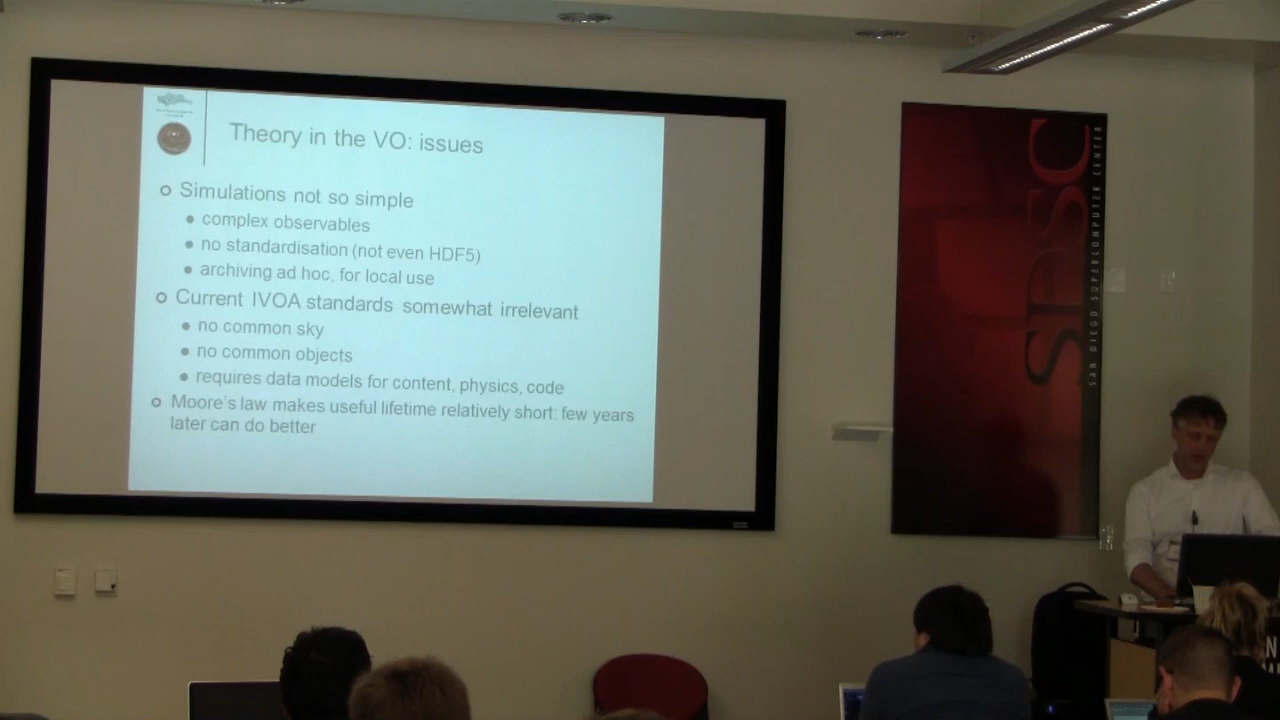 Theory in the VO: issues
Simulations not so simple
complex observables
no standardisation (not even HDF5)
archiving ad hoc, for local use
Current IVOA standards somewhat irrelevant
no common sky
no common objects
requires data models for content, physics, code
Moore's law makes useful lifetime relatively short: few years
later can do better
SDSC
SAN DIEGO SUPERCOMPUTER CENTER